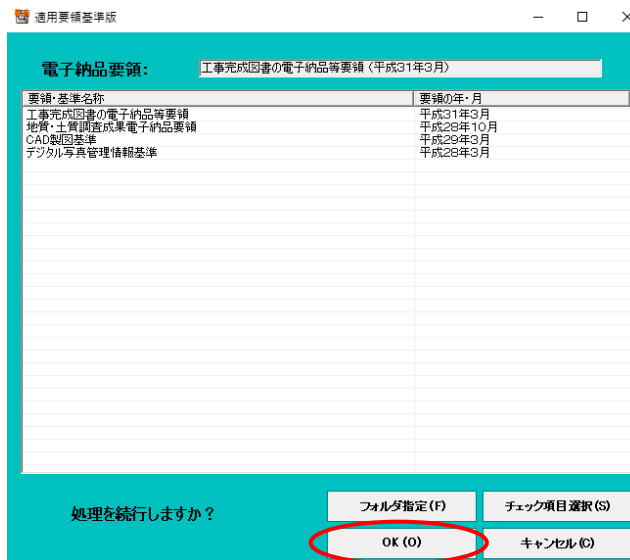 適用要領基準版
電子納品要領: 工事完成図書の電子納品等要領（平成31年3月）
要領・基準名称 要領の年・月
工事完成図書の電子納品等要領 平成31年3月
地質・土質調査成果電子納品要領 平成28年10月
CAD製図基準 平成29年3月
デジタル写真管理情報基準 平成28年3月
処理を続行しますか？
フォルダ指定(F) チェック項目選択(S)
OK(O) キャンセル(C)